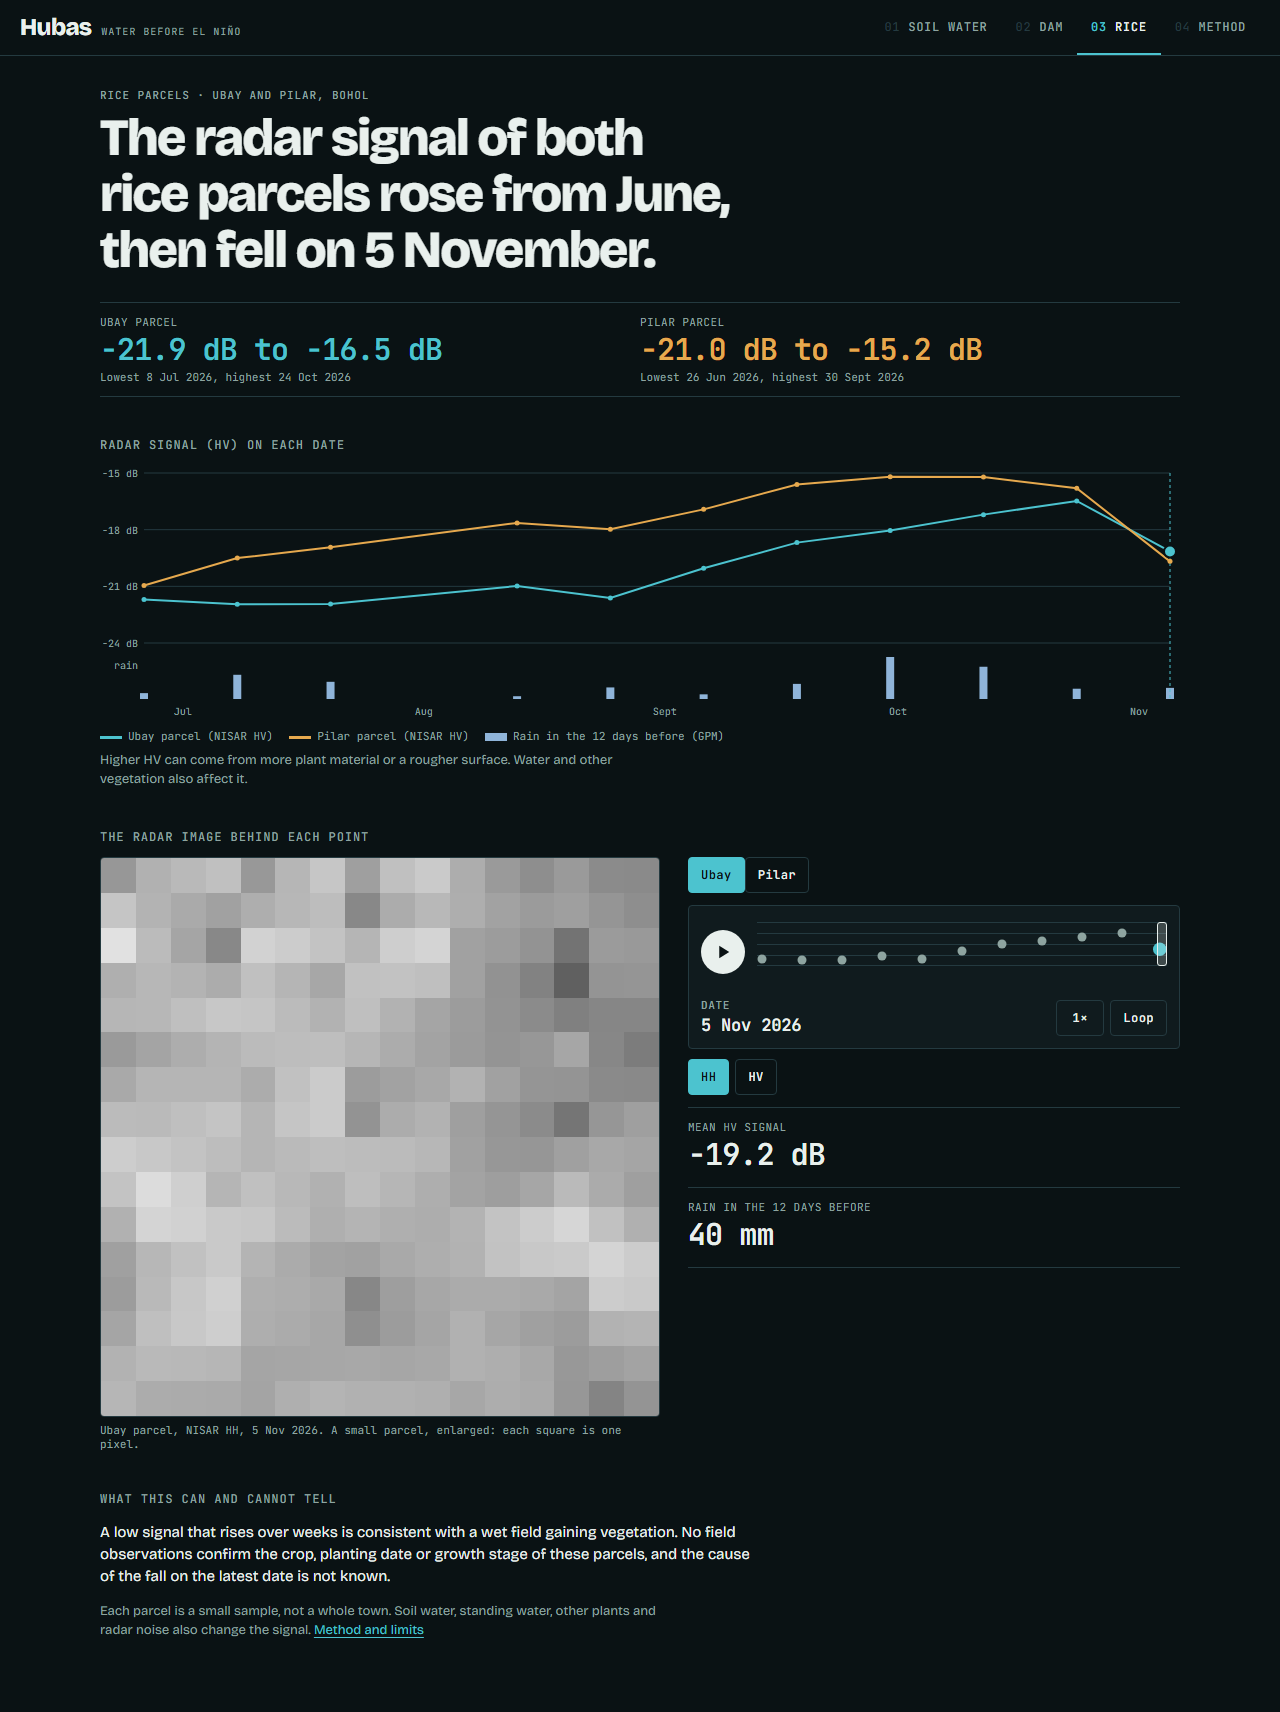 Hubas WATER BEFORE EL NIÑO
01 SOIL WATER 02 DAM 03 RICE 04 METHOD
RICE PARCELS · UBAY AND PILAR, BOHOL
The radar signal of both
rice parcels rose from June,
then fell on 5 November.
UBAY PARCEL
-21.9 dB to -16.5 dB
Lowest 8 Jul 2026, highest 24 Oct 2026
PILAR PARCEL
-21.0 dB to -15.2 dB
Lowest 26 Jun 2026, highest 30 Sept 2026
RADAR SIGNAL (HV) ON EACH DATE
-15 dB
-18 dB
-21 dB
-24 dB
rain
Jul Aug Sept Oct Nov
Ubay parcel (NISAR HV) Pilar parcel (NISAR HV) Rain in the 12 days before (GPM)
Higher HV can come from more plant material or a rougher surface. Water and other
vegetation also affect it.
THE RADAR IMAGE BEHIND EACH POINT
Ubay Pilar
DATE
5 Nov 2026
1× Loop
HH HV
MEAN HV SIGNAL
-19.2 dB
RAIN IN THE 12 DAYS BEFORE
40 mm
Ubay parcel, NISAR HH, 5 Nov 2026. A small parcel, enlarged: each square is one
pixel.
WHAT THIS CAN AND CANNOT TELL
A low signal that rises over weeks is consistent with a wet field gaining vegetation. No field
observations confirm the crop, planting date or growth stage of these parcels, and the cause
of the fall on the latest date is not known.
Each parcel is a small sample, not a whole town. Soil water, standing water, other plants and
radar noise also change the signal. Method and limits